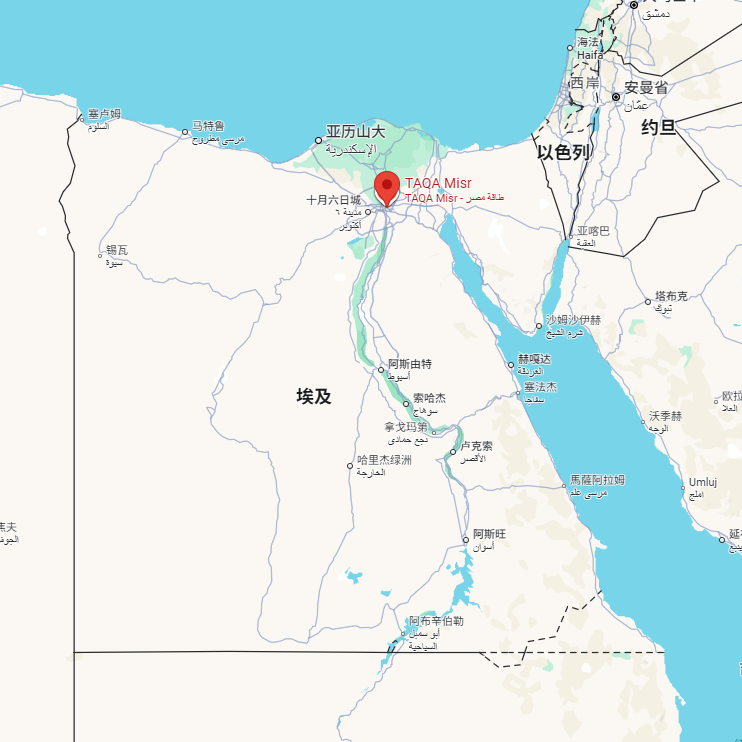 دمشق
海法
Haifa
西岸
安曼省
عمّان
约旦
塞卢姆
السلوم
马特鲁
مرسى مطروح
亚历山大
الإسكندرية
以色列
TAQA Misr
TAQA Misr - طاقة مصر
十月六日城
مدينة ٦
أكتوبر
亚喀巴
العقبة
锡瓦
سيوة
塔布克
تبوك
沙姆沙伊赫
شرم الشيخ
赫嘎达
الغردقة
阿斯由特
أسيوط
塞法杰
سفاجا
埃及
索哈杰
سوهاج
欧拉
العلا
沃季赫
الوجه
拿戈玛第
نجع حمادى
卢克索
الأقصر
哈里杰绿洲
الخارجة
馬薩阿拉姆
مرسى علم
Umluj
املج
焦夫
الجوف
阿斯旺
أسوان
延布
ينبع
阿布辛伯勒
أبو سمبل
السياحية